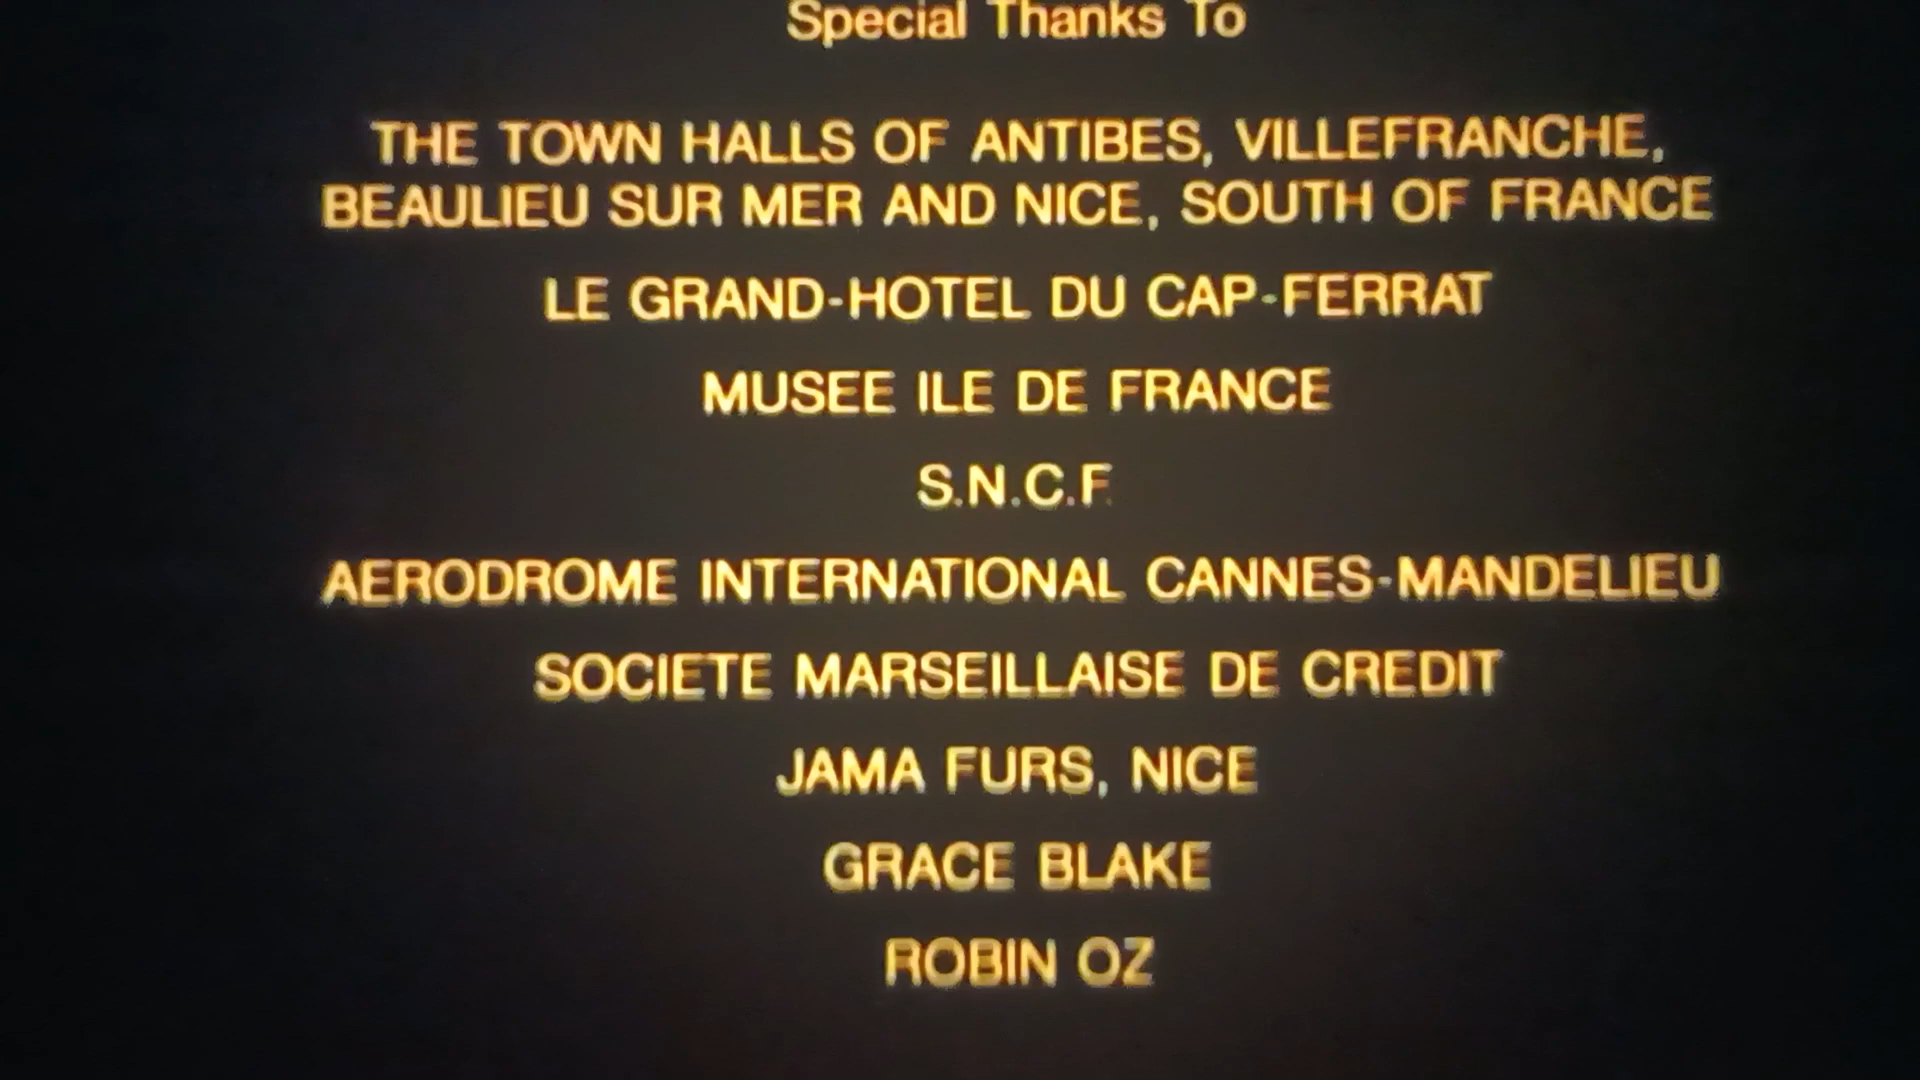 Special Thanks To
THE TOWN HALLS OF ANTIBES, VILLEFRANCHE,
BEAULIEU SUR MER AND NICE, SOUTH OF FRANCE
LE GRAND-HOTEL DU CAP-FERRAT
MUSEE ILE DE FRANCE
S.N.C.F.
AERODROME INTERNATIONAL CANNES-MANDELIEU
SOCIETE MARSEILLAISE DE CREDIT
JAMA FURS, NICE
GRACE BLAKE
ROBIN OZ